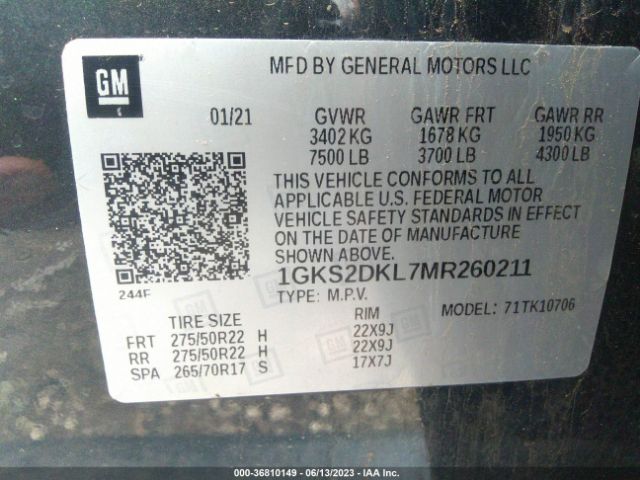 GM
MFD BY GENERAL MOTORS LLC
01/21 GVWR GAWR FRT GAWR RR
3402 KG 1678 KG 1950 KG
7500 LB 3700 LB 4300 LB
THIS VEHICLE CONFORMS TO ALL
APPLICABLE U.S. FEDERAL MOTOR
VEHICLE SAFETY STANDARDS IN EFFECT
ON THE DATE OF MANUFACTURE
SHOWN ABOVE.
244F 1GKS2DKL7MR260211
TYPE: M.P.V. MODEL: 71TK10706
TIRE SIZE RIM
FRT 275/50R22 H 22X9J
RR 275/50R22 H 22X9J
SPA 265/70R17 S 17X7J
000-36810149 - 06/13/2023 - IAA Inc.